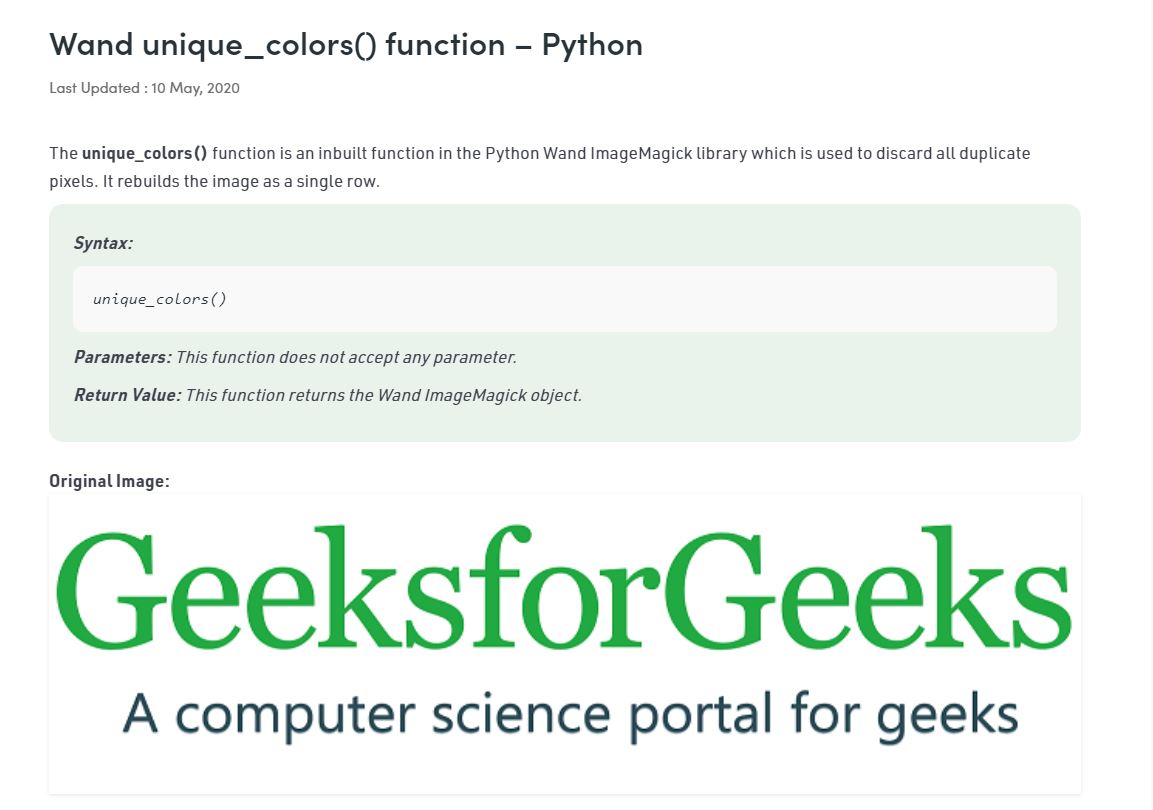 Wand unique_colors() function – Python
Last Updated : 10 May, 2020
The unique_colors() function is an inbuilt function in the Python Wand ImageMagick library which is used to discard all duplicate
pixels. It rebuilds the image as a single row.
Syntax:
unique_colors()
Parameters: This function does not accept any parameter.
Return Value: This function returns the Wand ImageMagick object.
Original Image:
GeeksforGeeks
A computer science portal for geeks